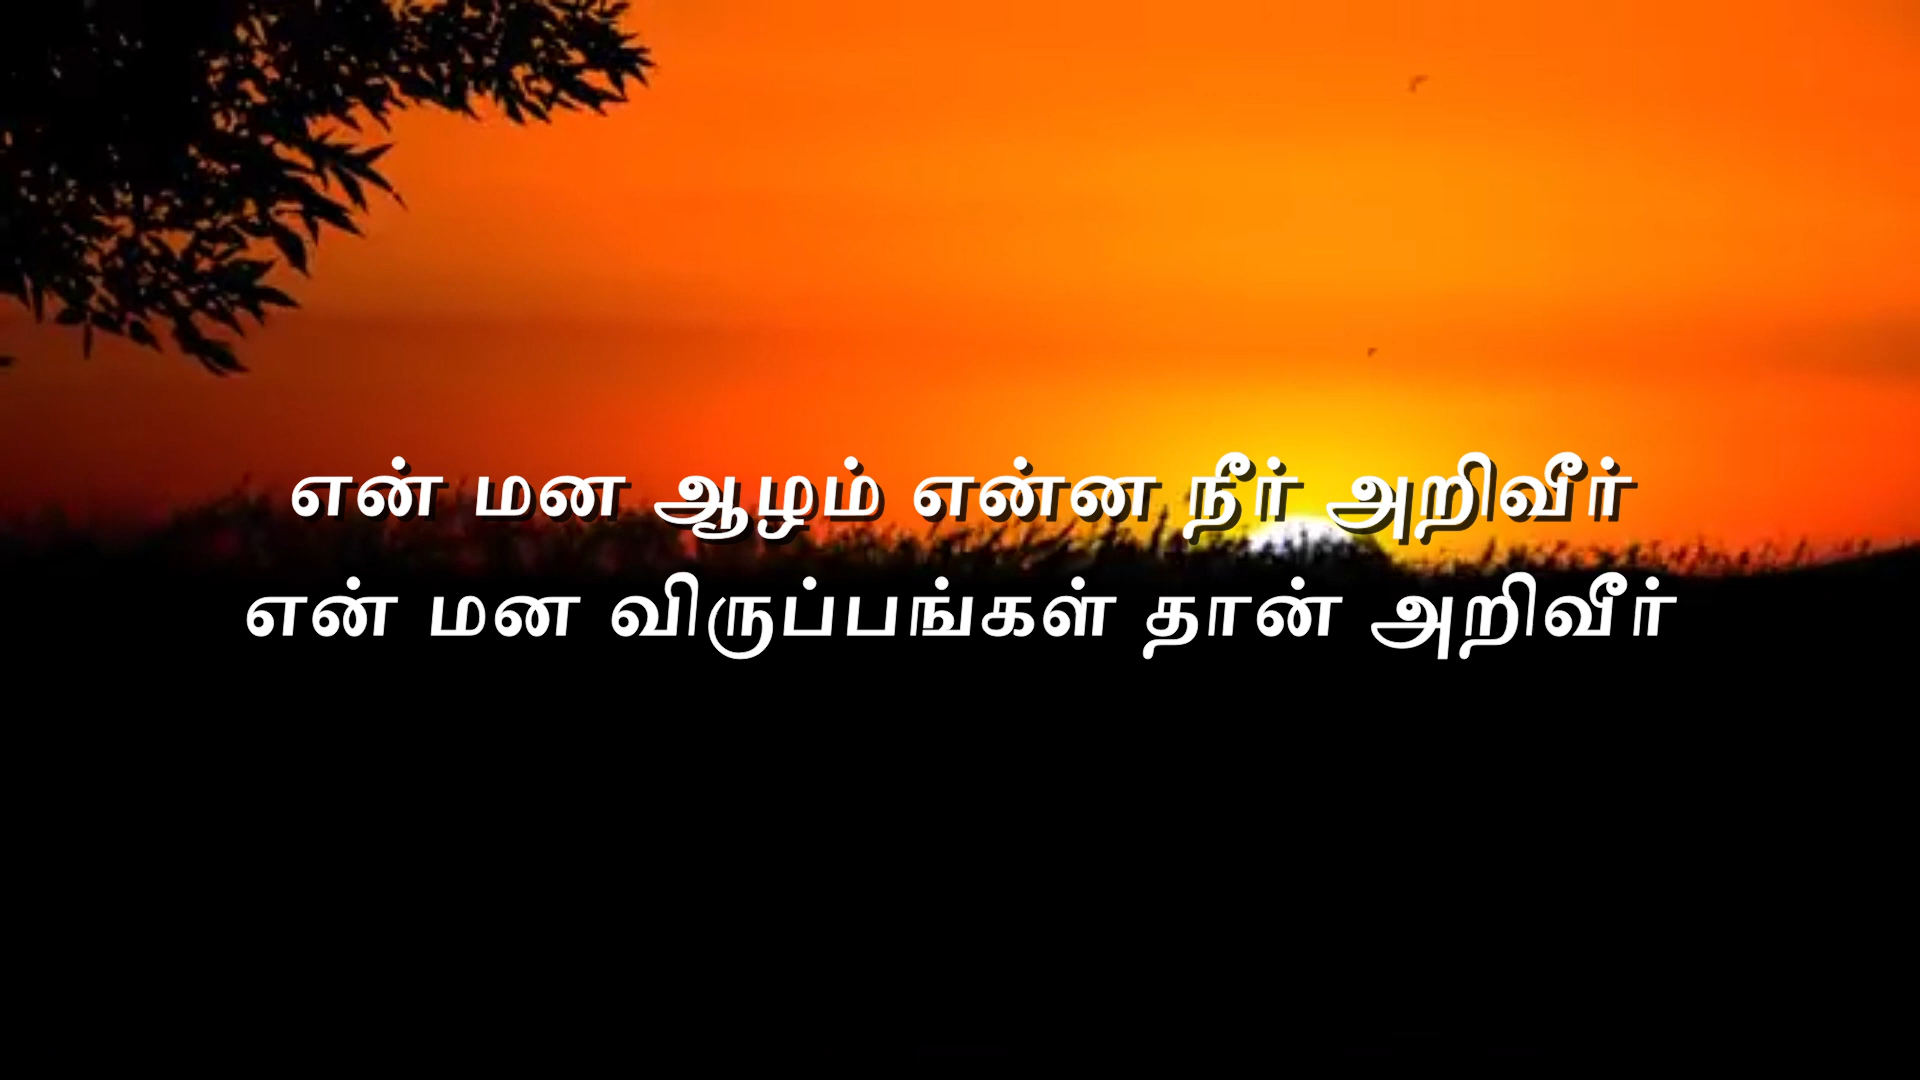 என் மன ஆழம் என்ன நீர் அறிவீர்
என் மன விருப்பங்கள் தான் அறிவீர்